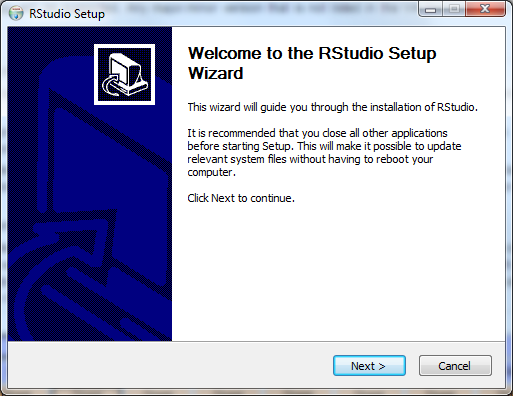 RStudio Setup
Welcome to the RStudio Setup
Wizard
This wizard will guide you through the installation of RStudio.
It is recommended that you close all other applications
before starting Setup. This will make it possible to update
relevant system files without having to reboot your
computer.
Click Next to continue.
Next >
Cancel